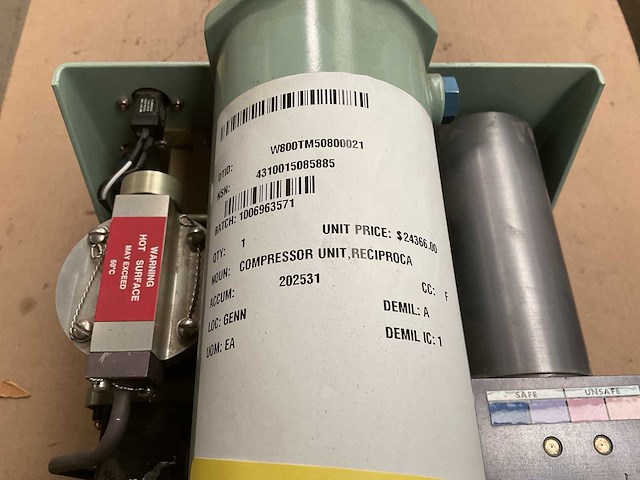 DTID: W800TM50800021
NSN: 4310015085885
BATCH: 1006963571
QTY: 1 UNIT PRICE: $24366.00
NOUN: COMPRESSOR UNIT,RECIPROCA
ACCUM: 202531 CC: F
LOC: GENN DEMIL: A
UOM: EA DEMIL IC: 1
WARNING
HOT SURFACE
MAY EXCEED
50°C
SAFE UNSAFE